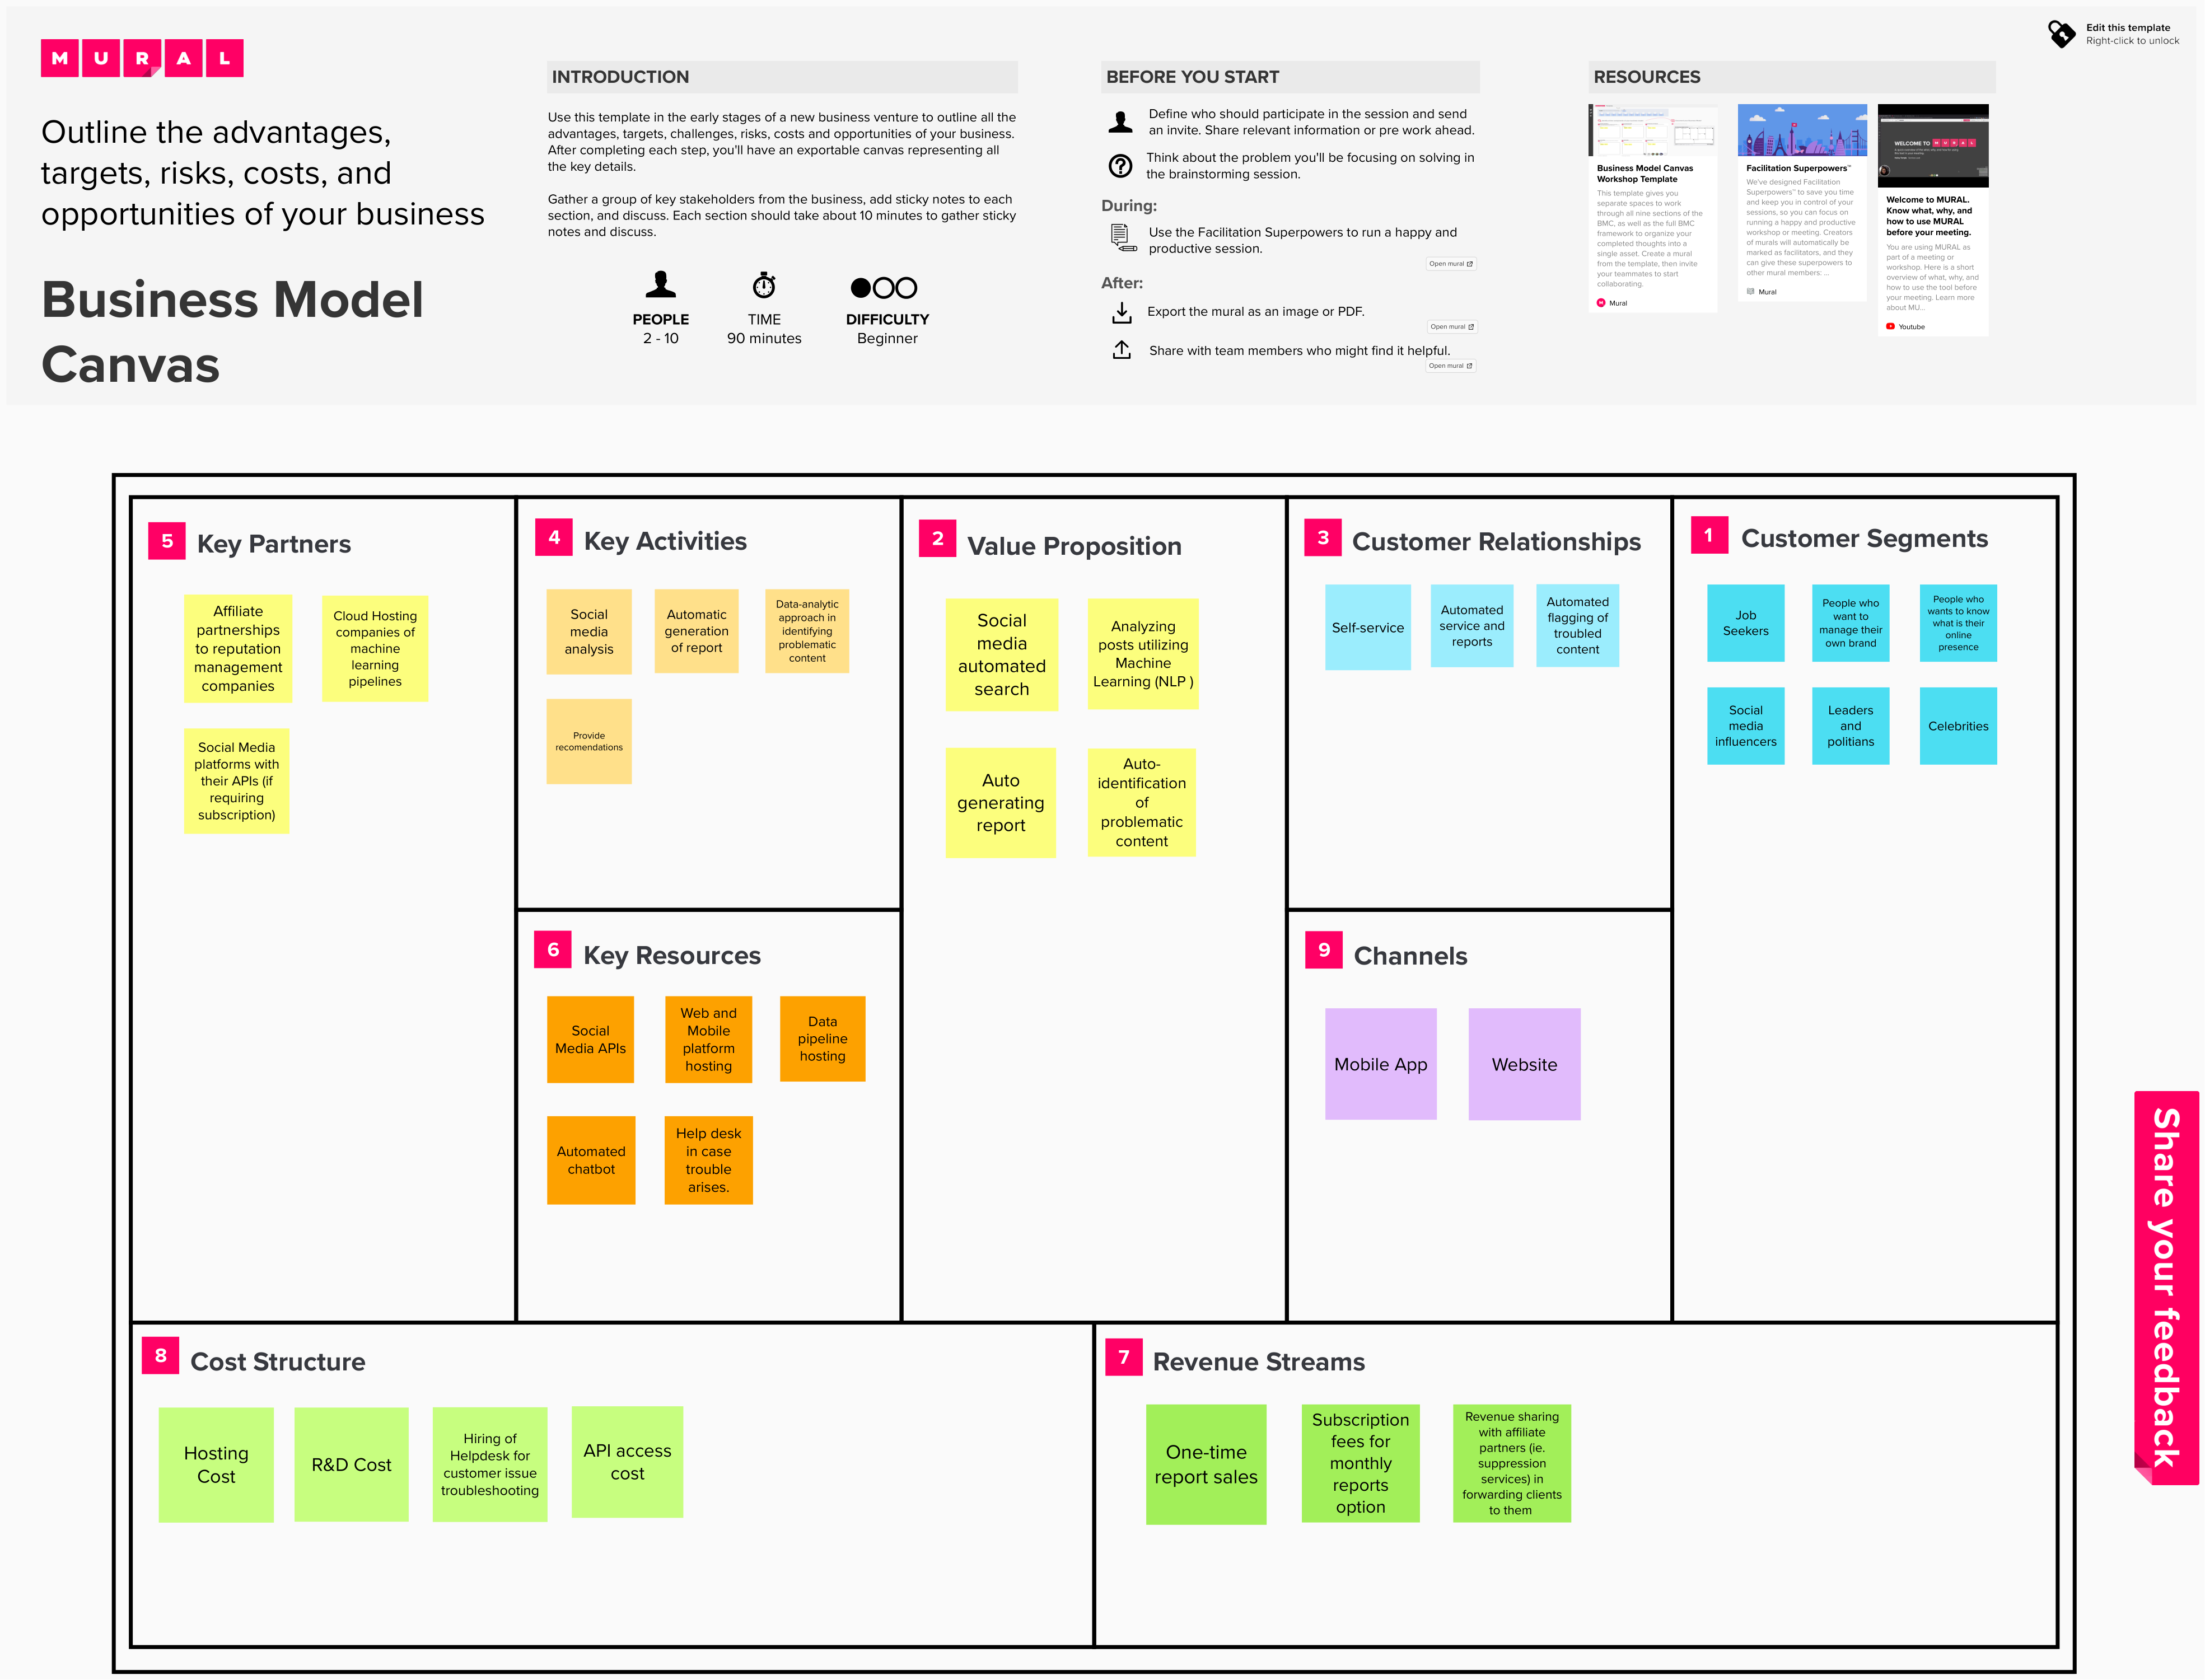 MURAL
Outline the advantages,
targets, risks, costs, and
opportunities of your business
Business Model
Canvas
INTRODUCTION
Use this template in the early stages of a new business venture to outline all the
advantages, targets, challenges, risks, costs and opportunities of your business.
After completing each step, you'll have an exportable canvas representing all
the key details.
Gather a group of key stakeholders from the business, add sticky notes to each
section, and discuss. Each section should take about 10 minutes to gather sticky
notes and discuss.
PEOPLE
2 - 10
TIME
90 minutes
DIFFICULTY
Beginner
BEFORE YOU START
Define who should participate in the session and send
an invite. Share relevant information or pre work ahead.
Think about the problem you'll be focusing on solving in
the brainstorming session.
During:
Use the Facilitation Superpowers to run a happy and
productive session.
Open mural
After:
Export the mural as an image or PDF.
Open mural
Share with team members who might find it helpful.
Open mural
RESOURCES
Business Model Canvas
Workshop Template
This template gives you
separate spaces to work
through all nine sections of the
BMC, as well as the full BMC
framework to organize your
completed thoughts into a
single asset. Create a mural
from the template, then invite
your teammates to start
collaborating.
Mural
Facilitation Superpowers™
We've designed Facilitation
Superpowers™ to save you time
and keep you in control of your
sessions, so you can focus on
running a happy and productive
workshop or meeting. Creators
of murals will automatically be
marked as facilitators, and they
can give these superpowers to
other mural members: ...
Mural
WELCOME TO MURAL
Welcome to MURAL.
Know what, why, and
how to use MURAL
before your meeting.
You are using MURAL as
part of a meeting or
workshop. Here is a short
overview of what, why, and
how to use the tool before
your meeting. Learn more
about MU...
Youtube
Edit this template
Right-click to unlock
5 Key Partners
Affiliate
partnerships
to reputation
management
companies
Cloud Hosting
companies of
machine
learning
pipelines
Social Media
platforms with
their APIs (if
requiring
subscription)
4 Key Activities
Social
media
analysis
Automatic
generation
of report
Data-analytic
approach in
identifying
problematic
content
Provide
recomendations
6 Key Resources
Social
Media APIs
Web and
Mobile
platform
hosting
Data
pipeline
hosting
Automated
chatbot
Help desk
in case
trouble
arises.
2 Value Proposition
Social
media
automated
search
Analyzing
posts utilizing
Machine
Learning (NLP )
Auto
generating
report
Auto-
identification
of
problematic
content
3 Customer Relationships
Self-service
Automated
service and
reports
Automated
flagging of
troubled
content
9 Channels
Mobile App
Website
1 Customer Segments
Job
Seekers
People who
want to
manage their
own brand
People who
wants to know
what is their
online
presence
Social
media
influencers
Leaders
and
politians
Celebrities
8 Cost Structure
Hosting
Cost
R&D Cost
Hiring of
Helpdesk for
customer issue
troubleshooting
API access
cost
7 Revenue Streams
One-time
report sales
Subscription
fees for
monthly
reports
option
Revenue sharing
with affiliate
partners (ie.
suppression
services) in
forwarding clients
to them
Share your feedback